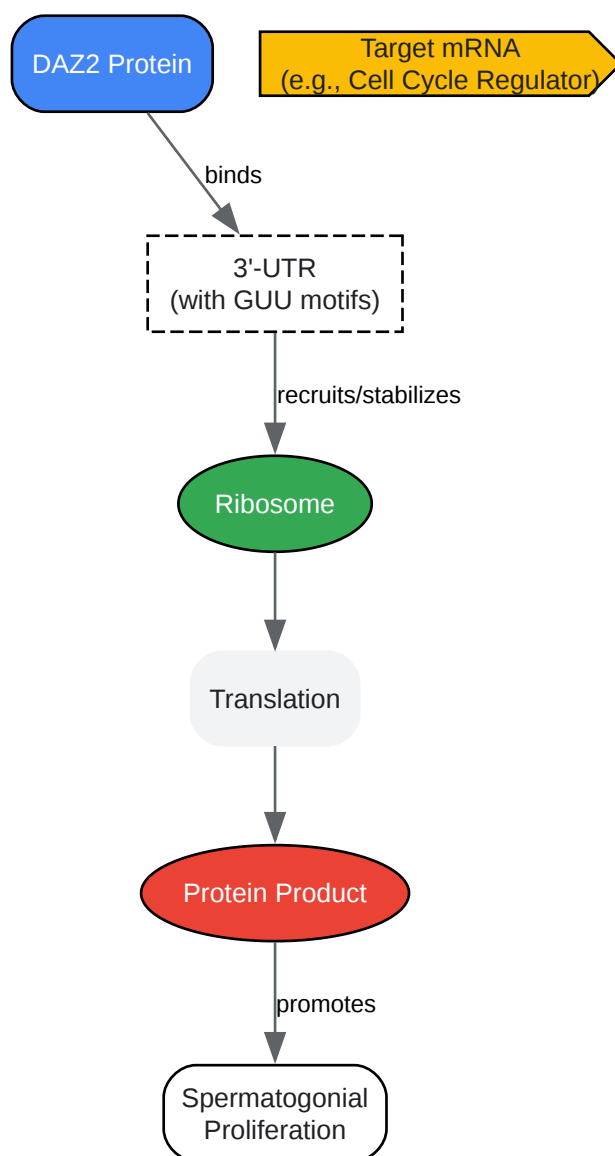 DAZ2 Protein
Target mRNA
(e.g., Cell Cycle Regulator)
binds
3'-UTR
(with GUU motifs)
recruits/stabilizes
Ribosome
Translation
Protein Product
promotes
Spermatogonial
Proliferation